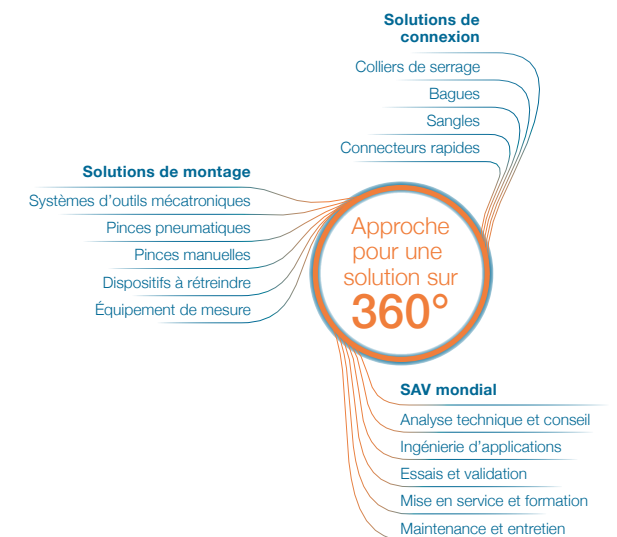 Solutions de
connexion
Colliers de serrage
Bagues
Sangles
Connecteurs rapides
Solutions de montage
Systèmes d’outils mécatroniques
Pinces pneumatiques
Pinces manuelles
Dispositifs à rétreindre
Équipement de mesure
Approche
pour une
solution sur
360°
SAV mondial
Analyse technique et conseil
Ingénierie d’applications
Essais et validation
Mise en service et formation
Maintenance et entretien